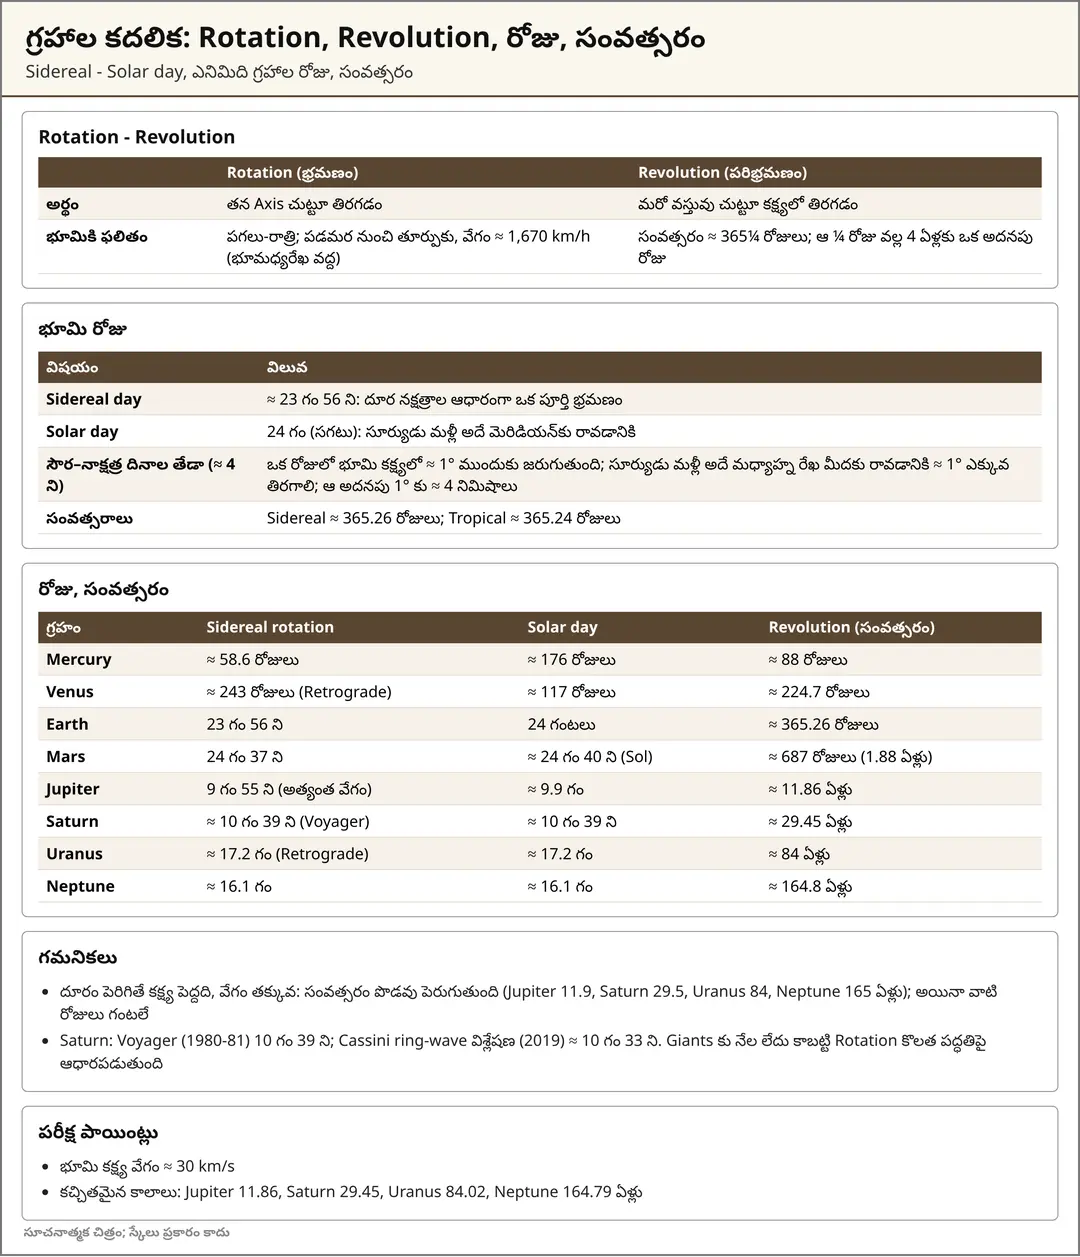 గ్రహాల కదలిక: Rotation, Revolution, రోజు, సంవత్సరం
Sidereal - Solar day, ఎనిమిది గ్రహాల రోజు, సంవత్సరం
Rotation - Revolution
Rotation (భ్రమణం) Revolution (పరిభ్రమణం)
అర్థం తన Axis చుట్టూ తిరగడం మరో వస్తువు చుట్టూ కక్ష్యలో తిరగడం
భూమికి ఫలితం పగలు-రాత్రి; పడమర నుంచి తూర్పుకు, వేగం ≈ 1,670 km/h సంవత్సరం ≈ 365¼ రోజులు; ఆ ¼ రోజు వల్ల 4 ఏళ్లకు ఒక అదనపు
(భూమధ్యరేఖ వద్ద) రోజు
భూమి రోజు
విషయం విలువ
Sidereal day ≈ 23 గం 56 ని: దూర నక్షత్రాల ఆధారంగా ఒక పూర్తి భ్రమణం
Solar day 24 గం (సగటు): సూర్యుడు మళ్లీ అదే మెరిడియన్‌కు రావడానికి
సౌర–నాక్షత్ర దినాల తేడా (≈ 4 ఒక రోజులో భూమి కక్ష్యలో ≈ 1° ముందుకు జరుగుతుంది; సూర్యుడు మళ్లీ అదే మధ్యాహ్న రేఖ మీదకు రావడానికి ≈ 1° ఎక్కువ
ని) తిరగాలి; ఆ అదనపు 1° కు ≈ 4 నిమిషాలు
సంవత్సరాలు Sidereal ≈ 365.26 రోజులు; Tropical ≈ 365.24 రోజులు
రోజు, సంవత్సరం
గ్రహం Sidereal rotation Solar day Revolution (సంవత్సరం)
Mercury ≈ 58.6 రోజులు ≈ 176 రోజులు ≈ 88 రోజులు
Venus ≈ 243 రోజులు (Retrograde) ≈ 117 రోజులు ≈ 224.7 రోజులు
Earth 23 గం 56 ని 24 గంటలు ≈ 365.26 రోజులు
Mars 24 గం 37 ని ≈ 24 గం 40 ని (Sol) ≈ 687 రోజులు (1.88 ఏళ్లు)
Jupiter 9 గం 55 ని (అత్యంత వేగం) ≈ 9.9 గం ≈ 11.86 ఏళ్లు
Saturn ≈ 10 గం 39 ని (Voyager) ≈ 10 గం 39 ని ≈ 29.45 ఏళ్లు
Uranus ≈ 17.2 గం (Retrograde) ≈ 17.2 గం ≈ 84 ఏళ్లు
Neptune ≈ 16.1 గం ≈ 16.1 గం ≈ 164.8 ఏళ్లు
గమనికలు
• దూరం పెరిగితే కక్ష్య పెద్దది, వేగం తక్కువ: సంవత్సరం పొడవు పెరుగుతుంది (Jupiter 11.9, Saturn 29.5, Uranus 84, Neptune 165 ఏళ్లు); అయినా వాటి
రోజులు గంటలే
• Saturn: Voyager (1980-81) 10 గం 39 ని; Cassini ring-wave విశ్లేషణ (2019) ≈ 10 గం 33 ని. Giants కు నేల లేదు కాబట్టి Rotation కొలత పద్ధతిపై
ఆధారపడుతుంది
పరీక్ష పాయింట్లు
• భూమి కక్ష్య వేగం ≈ 30 km/s
• కచ్చితమైన కాలాలు: Jupiter 11.86, Saturn 29.45, Uranus 84.02, Neptune 164.79 ఏళ్లు
సూచనాత్మక చిత్రం; స్కేలు ప్రకారం కాదు